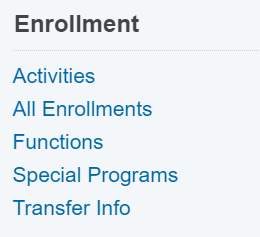 Enrollment
Activities
All Enrollments
Functions
Special Programs
Transfer Info